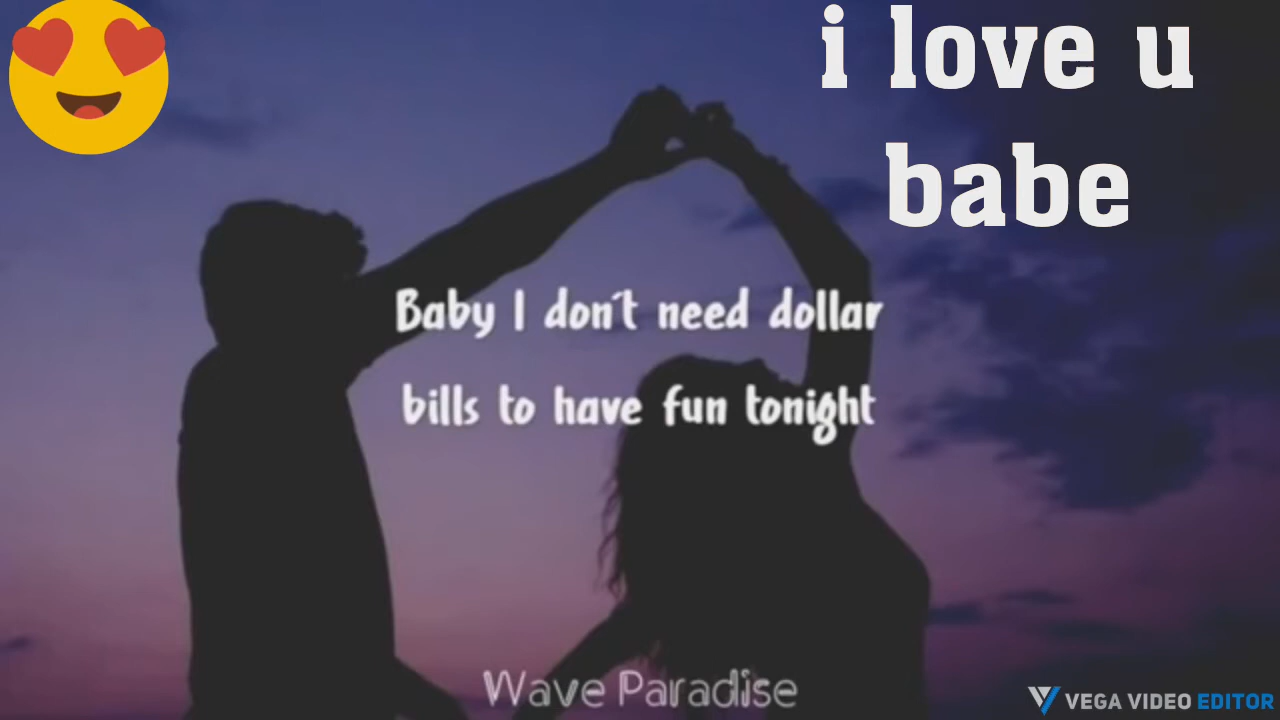 i love u
babe
Baby I don't need dollar
bills to have fun tonight
Wave Paradise
VEGA VIDEO EDITOR